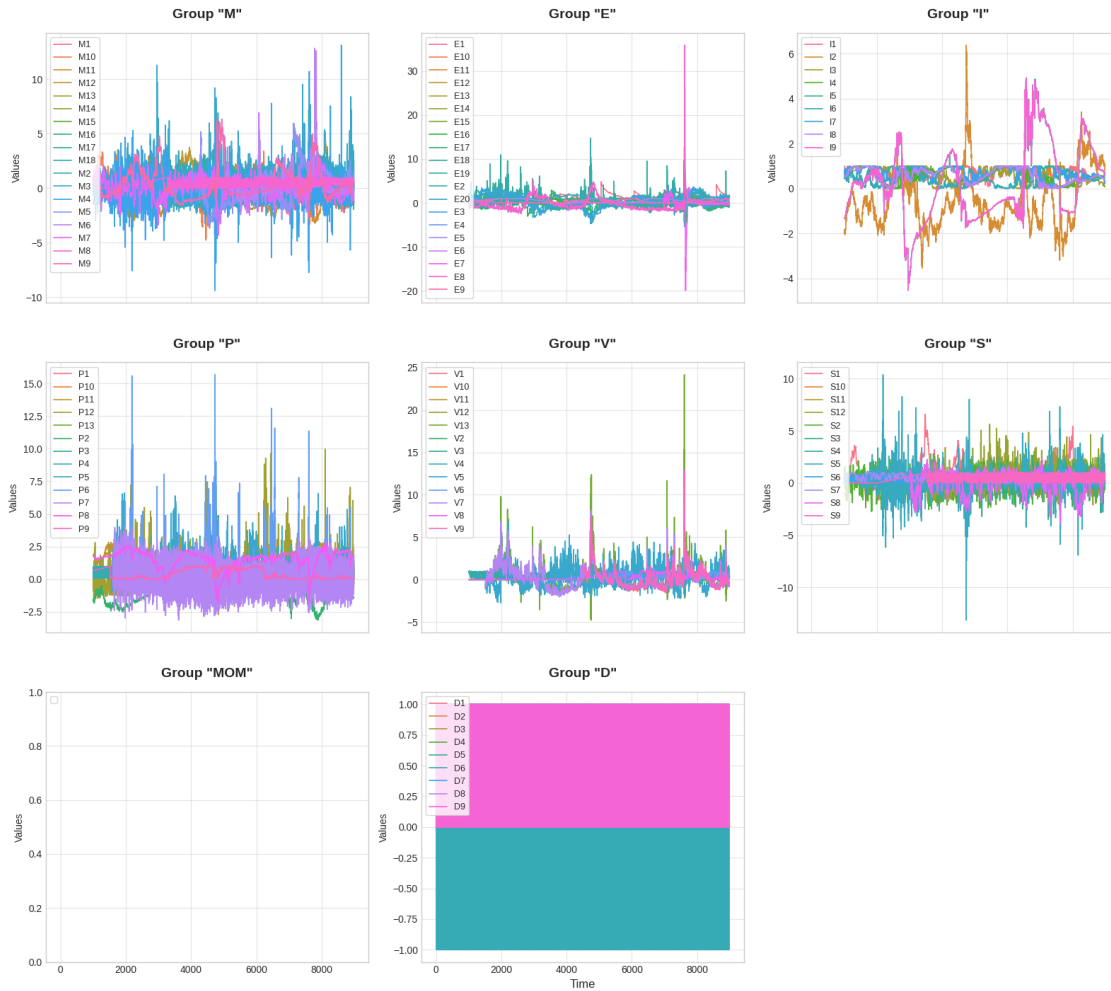 Group "M"
Values
10
5
0
−5
−10
M1
M10
M11
M12
M13
M14
M15
M16
M17
M18
M2
M3
M4
M5
M6
M7
M8
M9
Group "E"
Values
30
20
10
0
−10
−20
E1
E10
E11
E12
E13
E14
E15
E16
E17
E18
E19
E2
E20
E3
E4
E5
E6
E7
E8
E9
Group "I"
Values
6
4
2
0
−2
−4
I1
I2
I3
I4
I5
I6
I7
I8
I9
Group "P"
Values
15.0
12.5
10.0
7.5
5.0
2.5
0.0
−2.5
P1
P10
P11
P12
P13
P2
P3
P4
P5
P6
P7
P8
P9
Group "V"
Values
25
20
15
10
5
0
−5
V1
V10
V11
V12
V13
V2
V3
V4
V5
V6
V7
V8
V9
Group "S"
Values
10
5
0
−5
−10
S1
S10
S11
S12
S2
S3
S4
S5
S6
S7
S8
S9
Group "MOM"
Values
1.0
0.8
0.6
0.4
0.2
0.0
0 2000 4000 6000 8000
Group "D"
Values
1.00
0.75
0.50
0.25
0.00
−0.25
−0.50
−0.75
−1.00
D1
D2
D3
D4
D5
D6
D7
D8
D9
0 2000 4000 6000 8000
Time